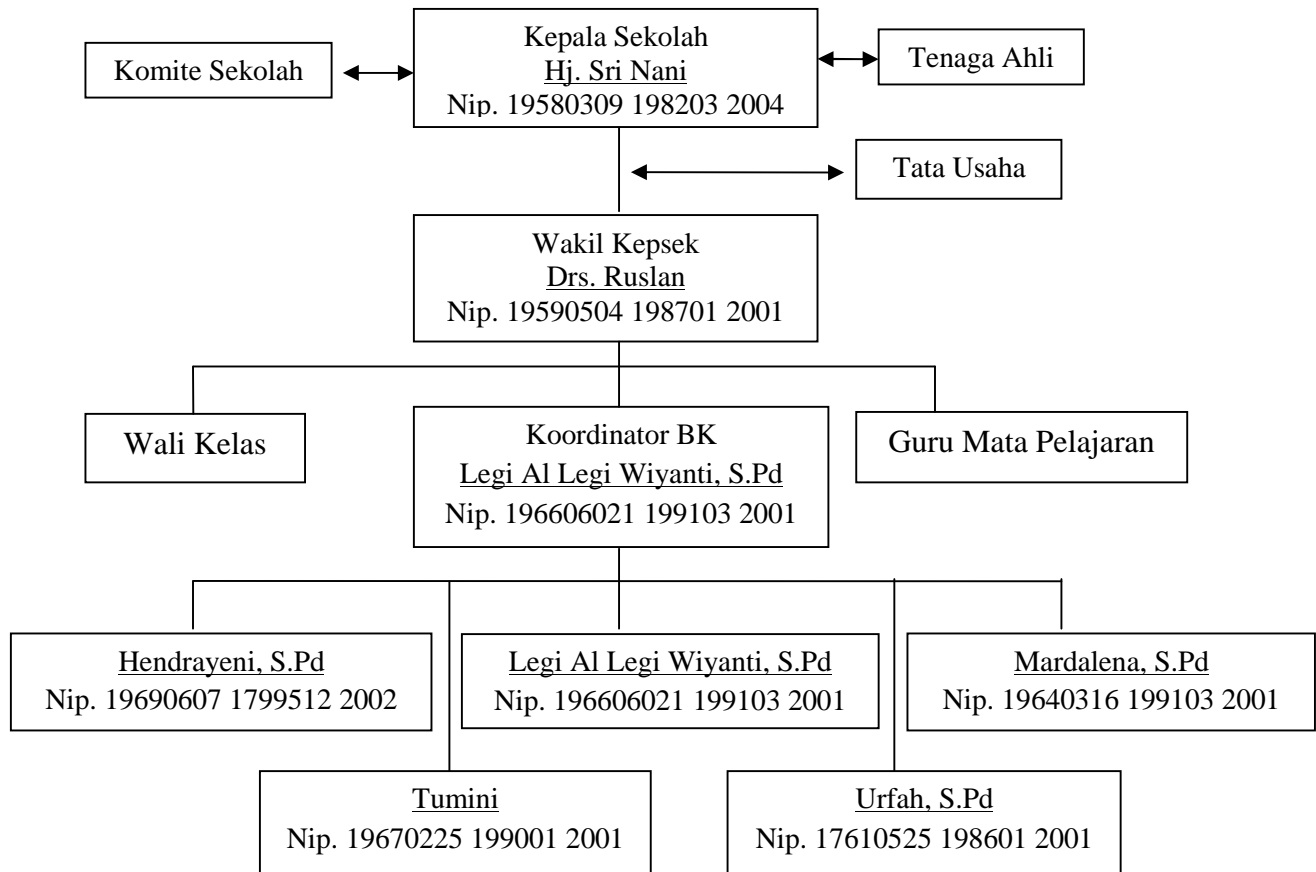 Kepala Sekolah
Hj. Sri Nani
Nip. 19580309 198203 2004
Komite Sekolah
Tenaga Ahli
Tata Usaha
Wakil Kepsek
Drs. Ruslan
Nip. 19590504 198701 2001
Wali Kelas
Koordinator BK
Legi Al Legi Wiyanti, S.Pd
Nip. 196606021 199103 2001
Guru Mata Pelajaran
Hendrayeni, S.Pd
Nip. 19690607 1799512 2002
Legi Al Legi Wiyanti, S.Pd
Nip. 196606021 199103 2001
Mardalena, S.Pd
Nip. 19640316 199103 2001
Tumini
Nip. 19670225 199001 2001
Urfah, S.Pd
Nip. 17610525 198601 2001